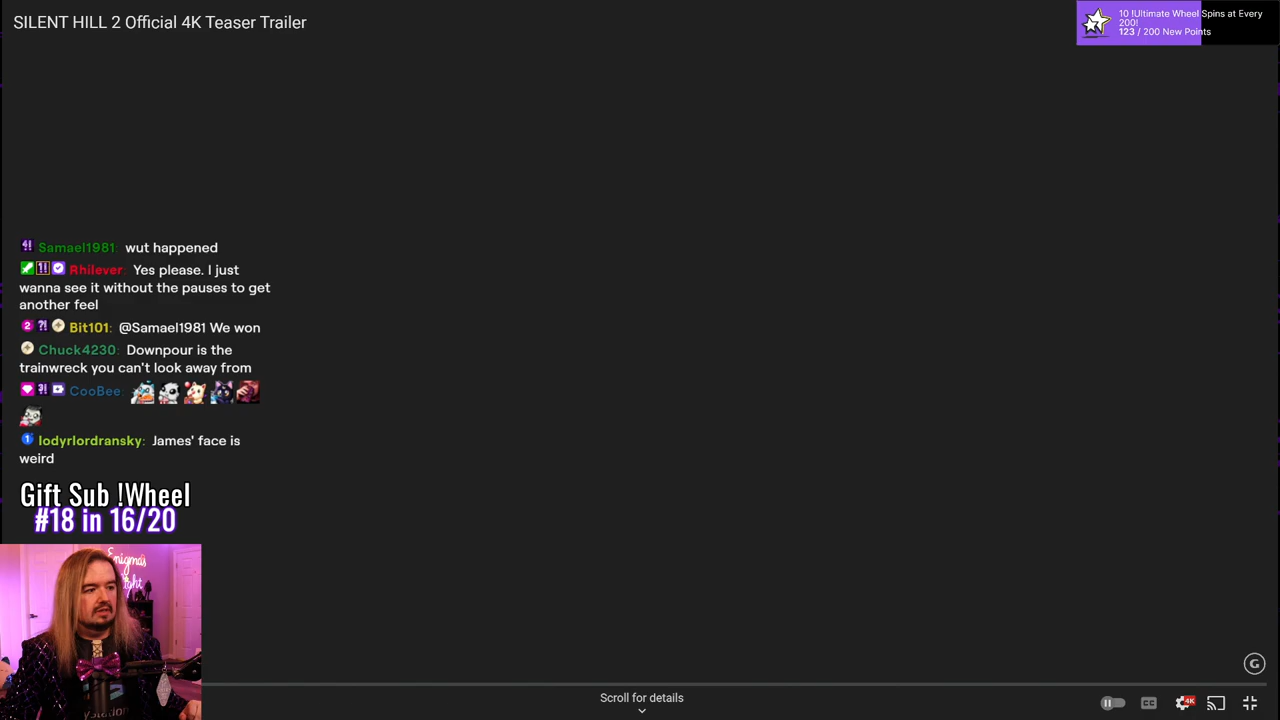 SILENT HILL 2 Official 4K Teaser Trailer
10 !Ultimate Wheel Spins at Every
200!
123 / 200 New Points
Samael1981: wut happened
Rhilever: Yes please. I just
wanna see it without the pauses to get
another feel
Bit101: @Samael1981 We won
Chuck4230: Downpour is the
trainwreck you can't look away from
CooBee:
lodyrlordransky: James' face is
weird
Gift Sub !Wheel
#18 in 16/20
Enigma's
Scroll for details
CC
4K
G